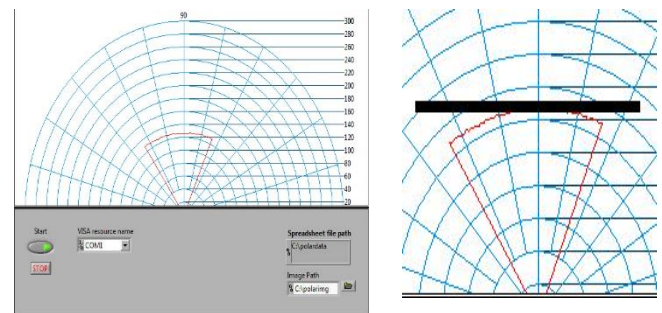 90
300
280
260
240
220
200
180
160
140
120
100
80
60
40
20
Start
VISA resource name
COM1
STOP
Spreadsheet file path
C:\polardata
Image Path
C:\polarimg